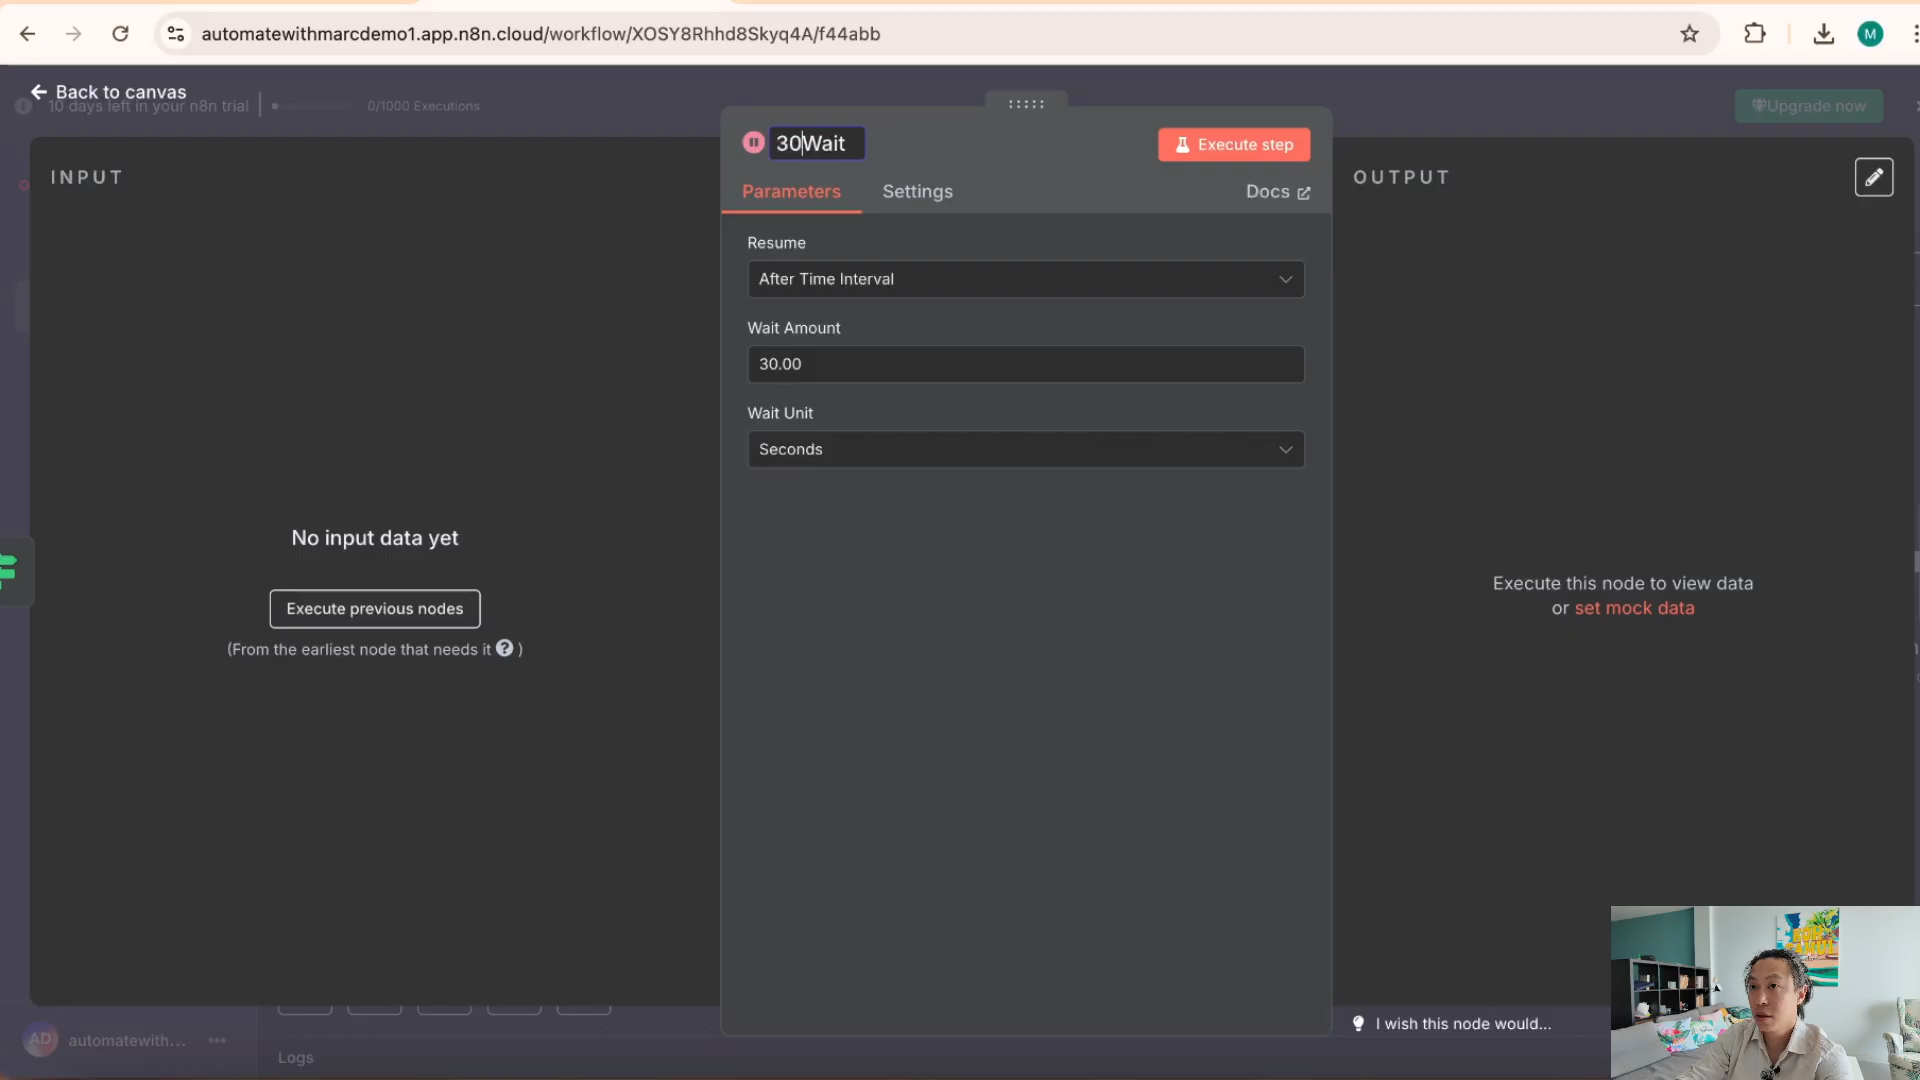 automatewithmarcdemo1.app.n8n.cloud/workflow/XOSY8Rhhd8Skyq4A/f44abb
M
Back to canvas
10 days left in your n8n trial
0/1000 Executions
Upgrade now
30Wait
Execute step
INPUT
Parameters
Settings
Docs
OUTPUT
Resume
After Time Interval
Wait Amount
30.00
Wait Unit
Seconds
No input data yet
Execute previous nodes
(From the earliest node that needs it ? )
Execute this node to view data
or set mock data
I wish this node would...
AD
automatewith...
Logs